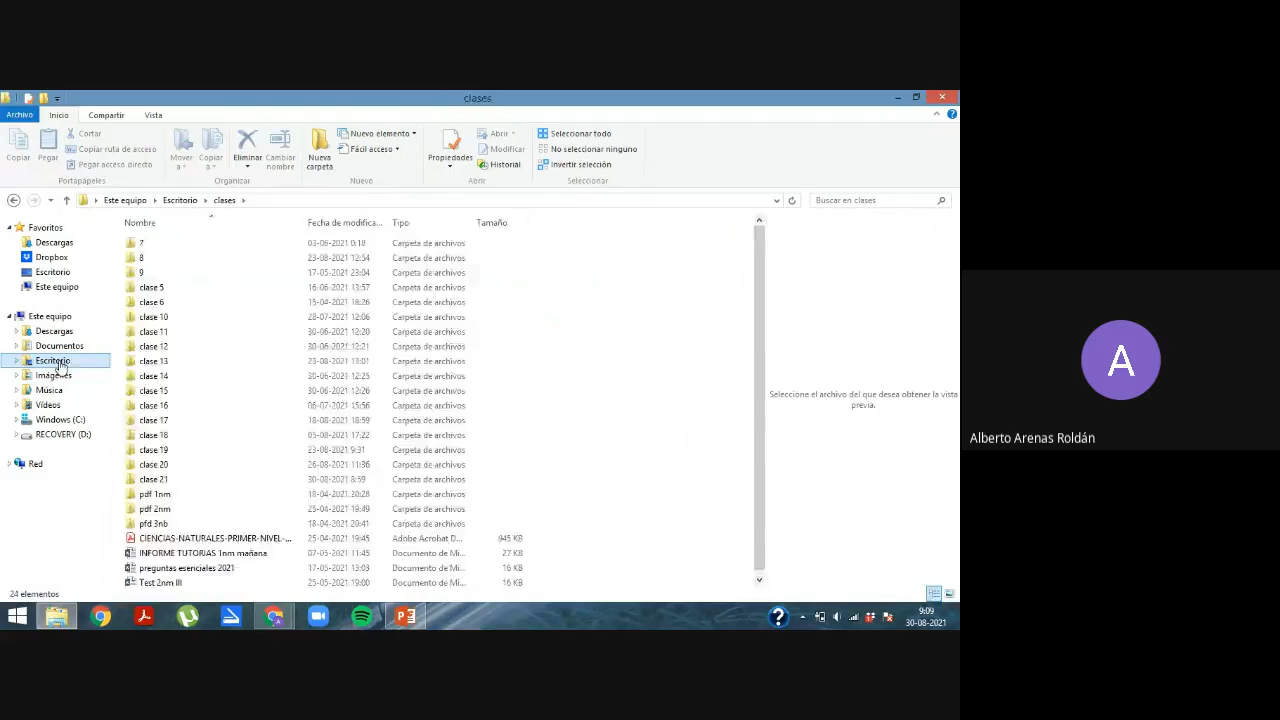 clases
Archivo Inicio Compartir Vista
Copiar Pegar Cortar Copiar ruta de acceso Pegar acceso directo
Portapapeles
Mover a Copiar a Eliminar Cambiar nombre
Organizar
Nueva carpeta Nuevo elemento Fácil acceso
Nuevo
Propiedades Abrir Modificar Historial
Abrir
Seleccionar todo No seleccionar ninguno Invertir selección
Seleccionar
Este equipo Escritorio clases
Buscar en clases
Favoritos
Descargas
Dropbox
Escritorio
Este equipo
Este equipo
Descargas
Documentos
Escritorio
Imágenes
Música
Vídeos
Windows (C:)
RECOVERY (D:)
Red
Nombre Fecha de modifica... Tipo Tamaño
7 03-06-2021 0:18 Carpeta de archivos
8 23-08-2021 12:54 Carpeta de archivos
9 17-05-2021 23:04 Carpeta de archivos
clase 5 16-06-2021 13:57 Carpeta de archivos
clase 6 15-04-2021 18:26 Carpeta de archivos
clase 10 28-07-2021 12:06 Carpeta de archivos
clase 11 30-06-2021 12:20 Carpeta de archivos
clase 12 30-06-2021 12:21 Carpeta de archivos
clase 13 23-08-2021 13:01 Carpeta de archivos
clase 14 30-06-2021 12:25 Carpeta de archivos
clase 15 30-06-2021 12:26 Carpeta de archivos
clase 16 06-07-2021 15:56 Carpeta de archivos
clase 17 18-08-2021 18:59 Carpeta de archivos
clase 18 05-08-2021 17:22 Carpeta de archivos
clase 19 23-08-2021 9:31 Carpeta de archivos
clase 20 26-08-2021 11:36 Carpeta de archivos
clase 21 30-08-2021 8:59 Carpeta de archivos
pdf 1nm 18-04-2021 20:28 Carpeta de archivos
pdf 2nm 25-04-2021 19:49 Carpeta de archivos
pfd 3nb 18-04-2021 20:41 Carpeta de archivos
CIENCIAS-NATURALES-PRIMER-NIVEL-... 25-04-2021 19:45 Adobe Acrobat D... 945 KB
INFORME TUTORIAS 1nm mañana 07-05-2021 11:45 Documento de Mi... 27 KB
preguntas esenciales 2021 17-05-2021 13:03 Documento de Mi... 16 KB
Test 2nm III 25-05-2021 19:00 Documento de Mi... 16 KB
Seleccione el archivo del que desea obtener la vista
previa.
24 elementos
9:09
30-08-2021
A
Alberto Arenas Roldán